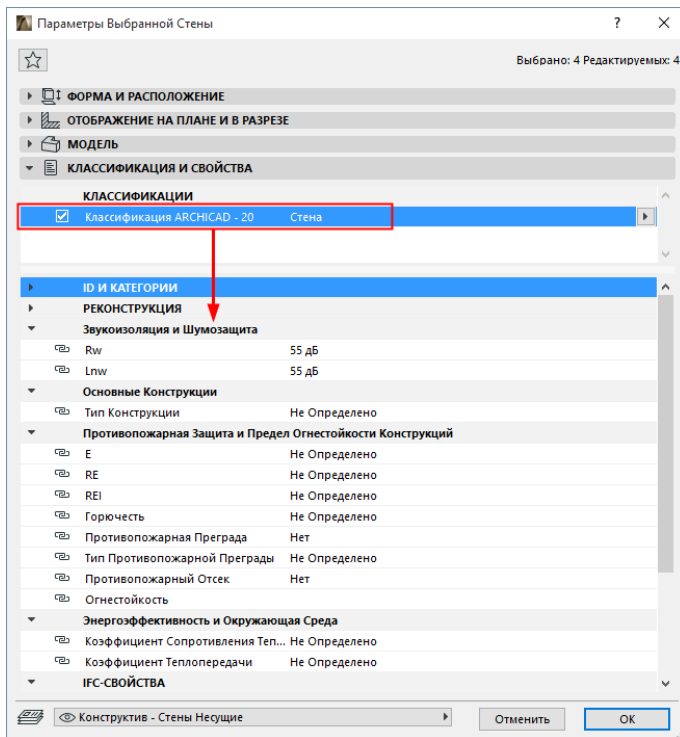 Параметры Выбранной Стены
Выбрано: 4 Редактируемых: 4
ФОРМА И РАСПОЛОЖЕНИЕ
ОТОБРАЖЕНИЕ НА ПЛАНЕ И В РАЗРЕЗЕ
МОДЕЛЬ
КЛАССИФИКАЦИЯ И СВОЙСТВА
КЛАССИФИКАЦИИ
Классификация ARCHICAD - 20 Стена
ID И КАТЕГОРИИ
РЕКОНСТРУКЦИЯ
Звукоизоляция и Шумозащита
Rw 55 дБ
Lnw 55 дБ
Основные Конструкции
Тип Конструкции Не Определено
Противопожарная Защита и Предел Огнестойкости Конструкций
E Не Определено
RE Не Определено
REI Не Определено
Горючесть Не Определено
Противопожарная Преграда Нет
Тип Противопожарной Преграды Не Определено
Противопожарный Отсек Нет
Огнестойкость
Энергоэффективность и Окружающая Среда
Коэффициент Сопротивления Теп... Не Определено
Коэффициент Теплопередачи Не Определено
IFC-СВОЙСТВА
Конструктив - Стены Несущие
Отменить
OK